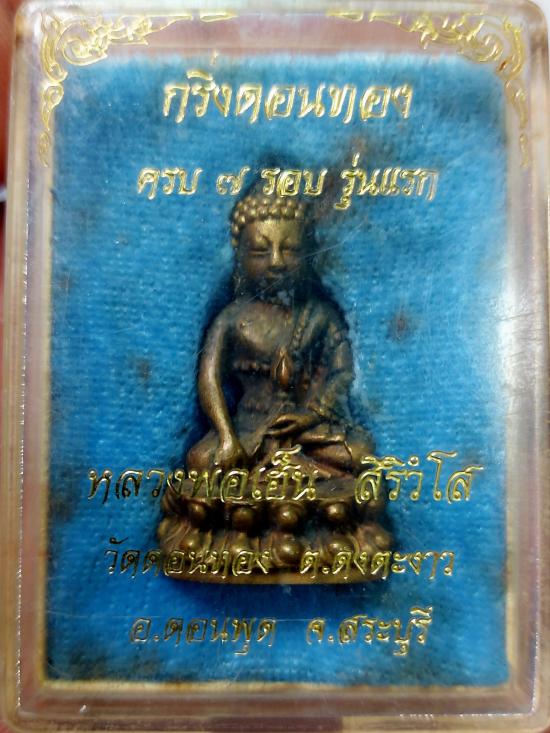 กริ่งดอนทอง
ครบ ๗ รอบ รุ่นแรก
หลวงพ่อเฮ็น สิริวํโส
วัดดอนทอง ต.ดงตะงาว
อ.ดอนพุด จ.สระบุรี